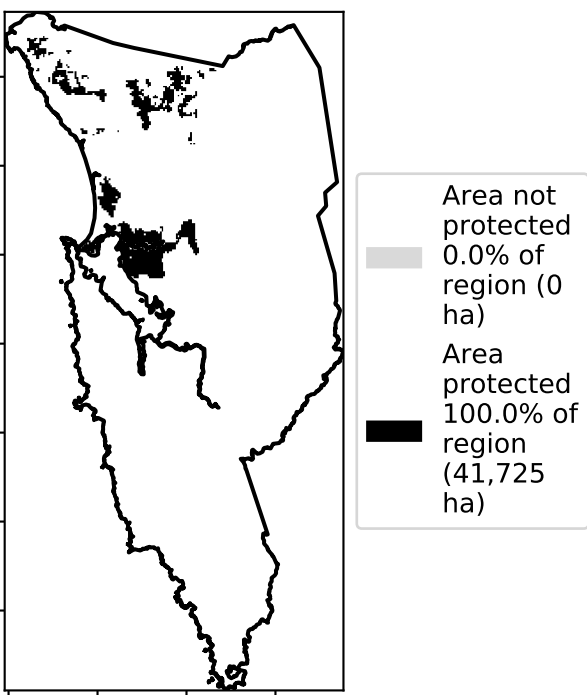 Area not
protected
0.0% of
region (0
ha)
Area
protected
100.0% of
region
(41,725
ha)